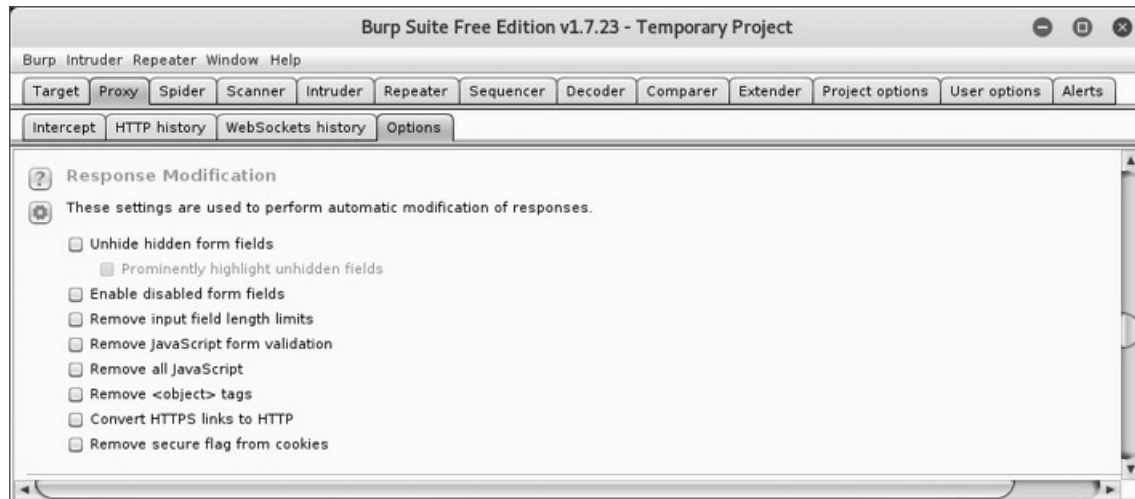 Burp Suite Free Edition v1.7.23 - Temporary Project
Burp Intruder Repeater Window Help
Target Proxy Spider Scanner Intruder Repeater Sequencer Decoder Comparer Extender Project options User options Alerts
Intercept HTTP history WebSockets history Options
? Response Modification
These settings are used to perform automatic modification of responses.
Unhide hidden form fields
Prominently highlight unhidden fields
Enable disabled form fields
Remove input field length limits
Remove JavaScript form validation
Remove all JavaScript
Remove <object> tags
Convert HTTPS links to HTTP
Remove secure flag from cookies